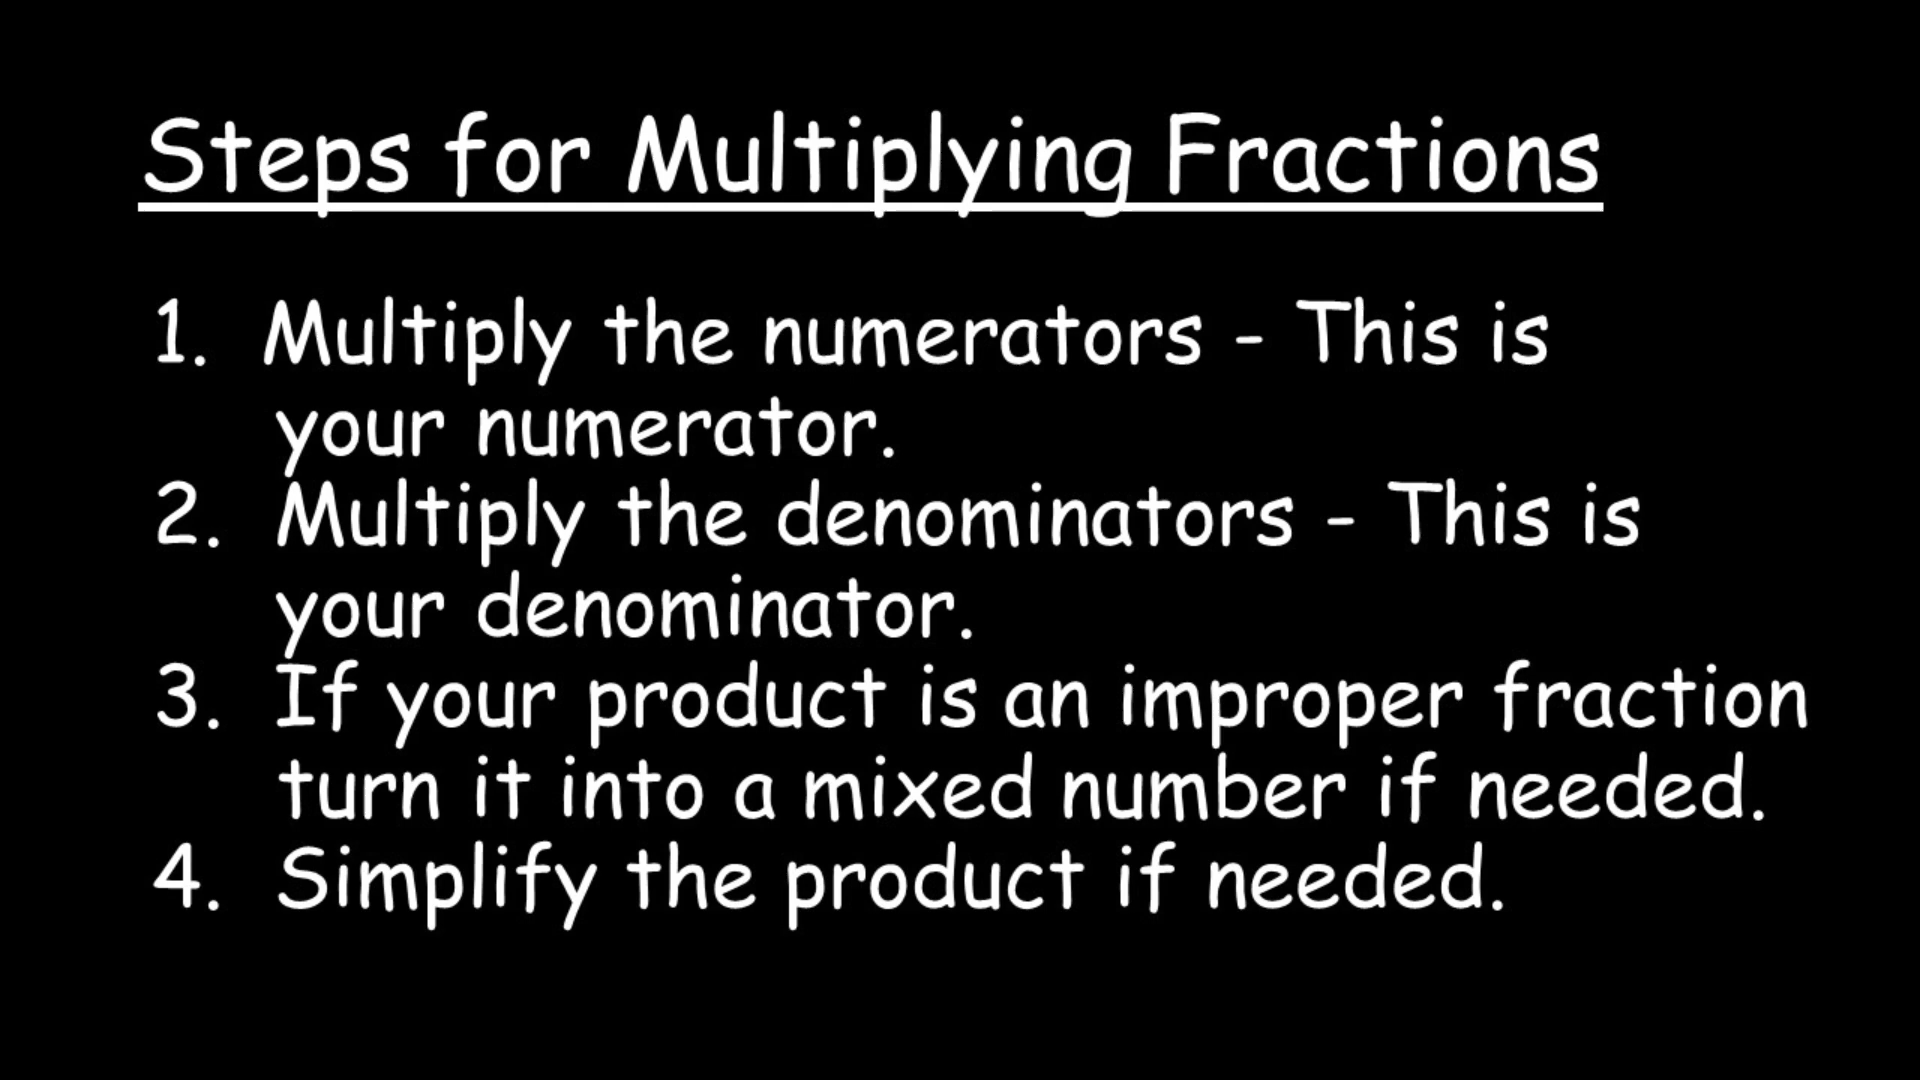 Steps for Multiplying Fractions
1. Multiply the numerators - This is
your numerator.
2. Multiply the denominators - This is
your denominator.
3. If your product is an improper fraction
turn it into a mixed number if needed.
4. Simplify the product if needed.